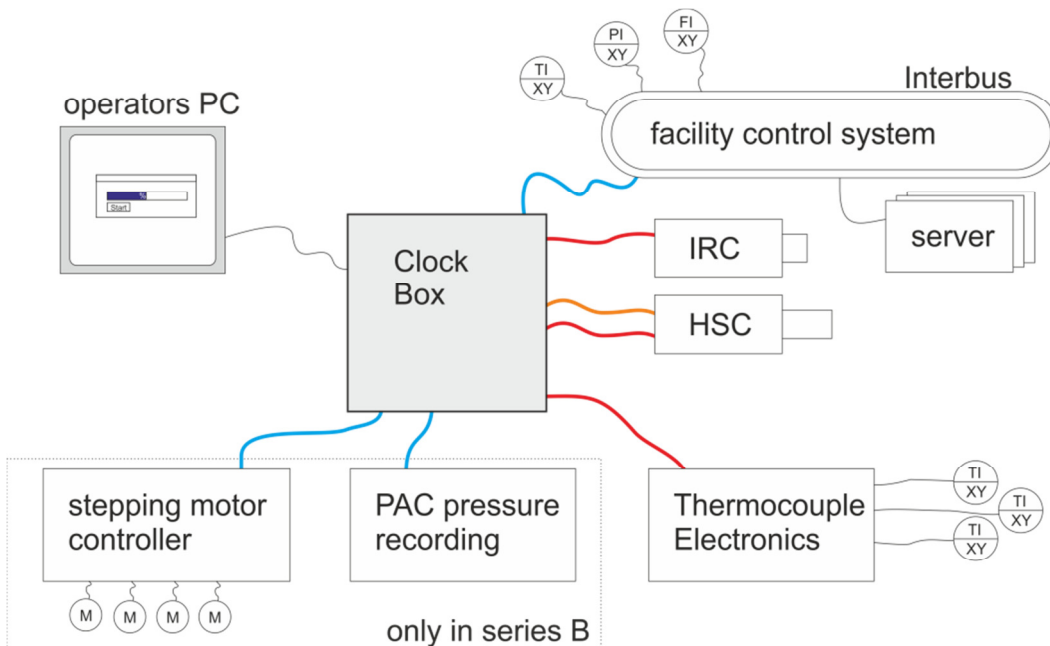 PI
XY
FI
XY
TI
XY
Interbus
operators PC
facility control system
%
Start
server
Clock
Box
IRC
HSC
stepping motor
controller
PAC pressure
recording
Thermocouple
Electronics
TI
XY
TI
XY
TI
XY
M
M
M
M
only in series B